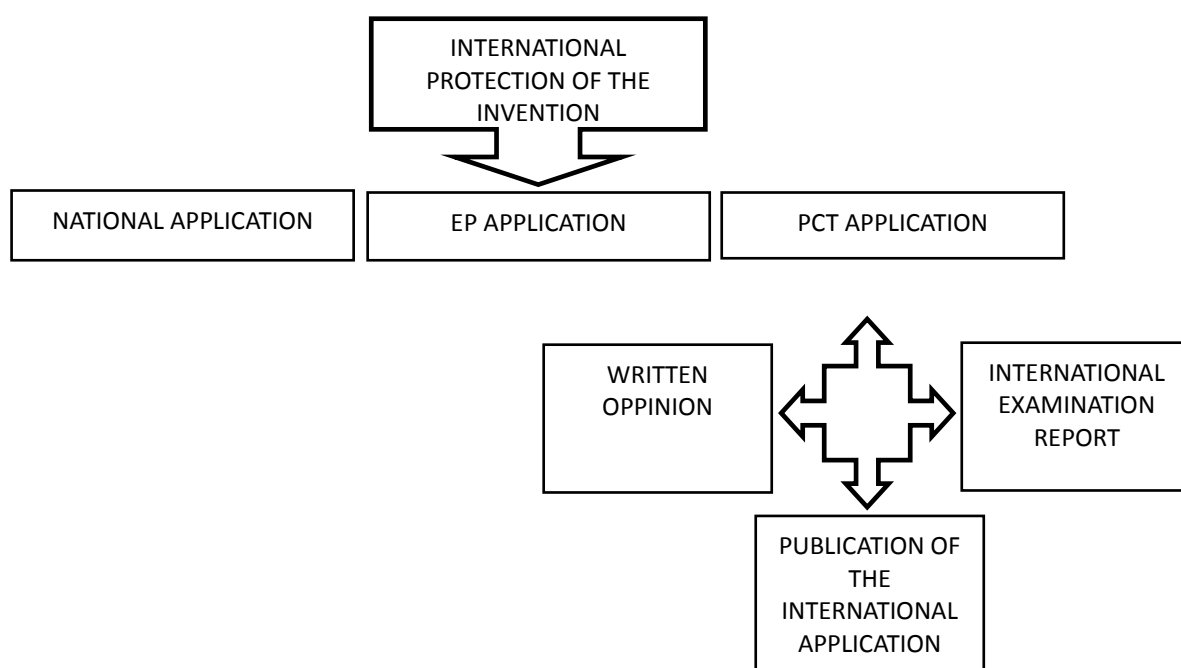 INTERNATIONAL
PROTECTION OF THE
INVENTION
NATIONAL APPLICATION
EP APPLICATION
PCT APPLICATION
WRITTEN
OPPINION
INTERNATIONAL
EXAMINATION
REPORT
PUBLICATION OF
THE
INTERNATIONAL
APPLICATION